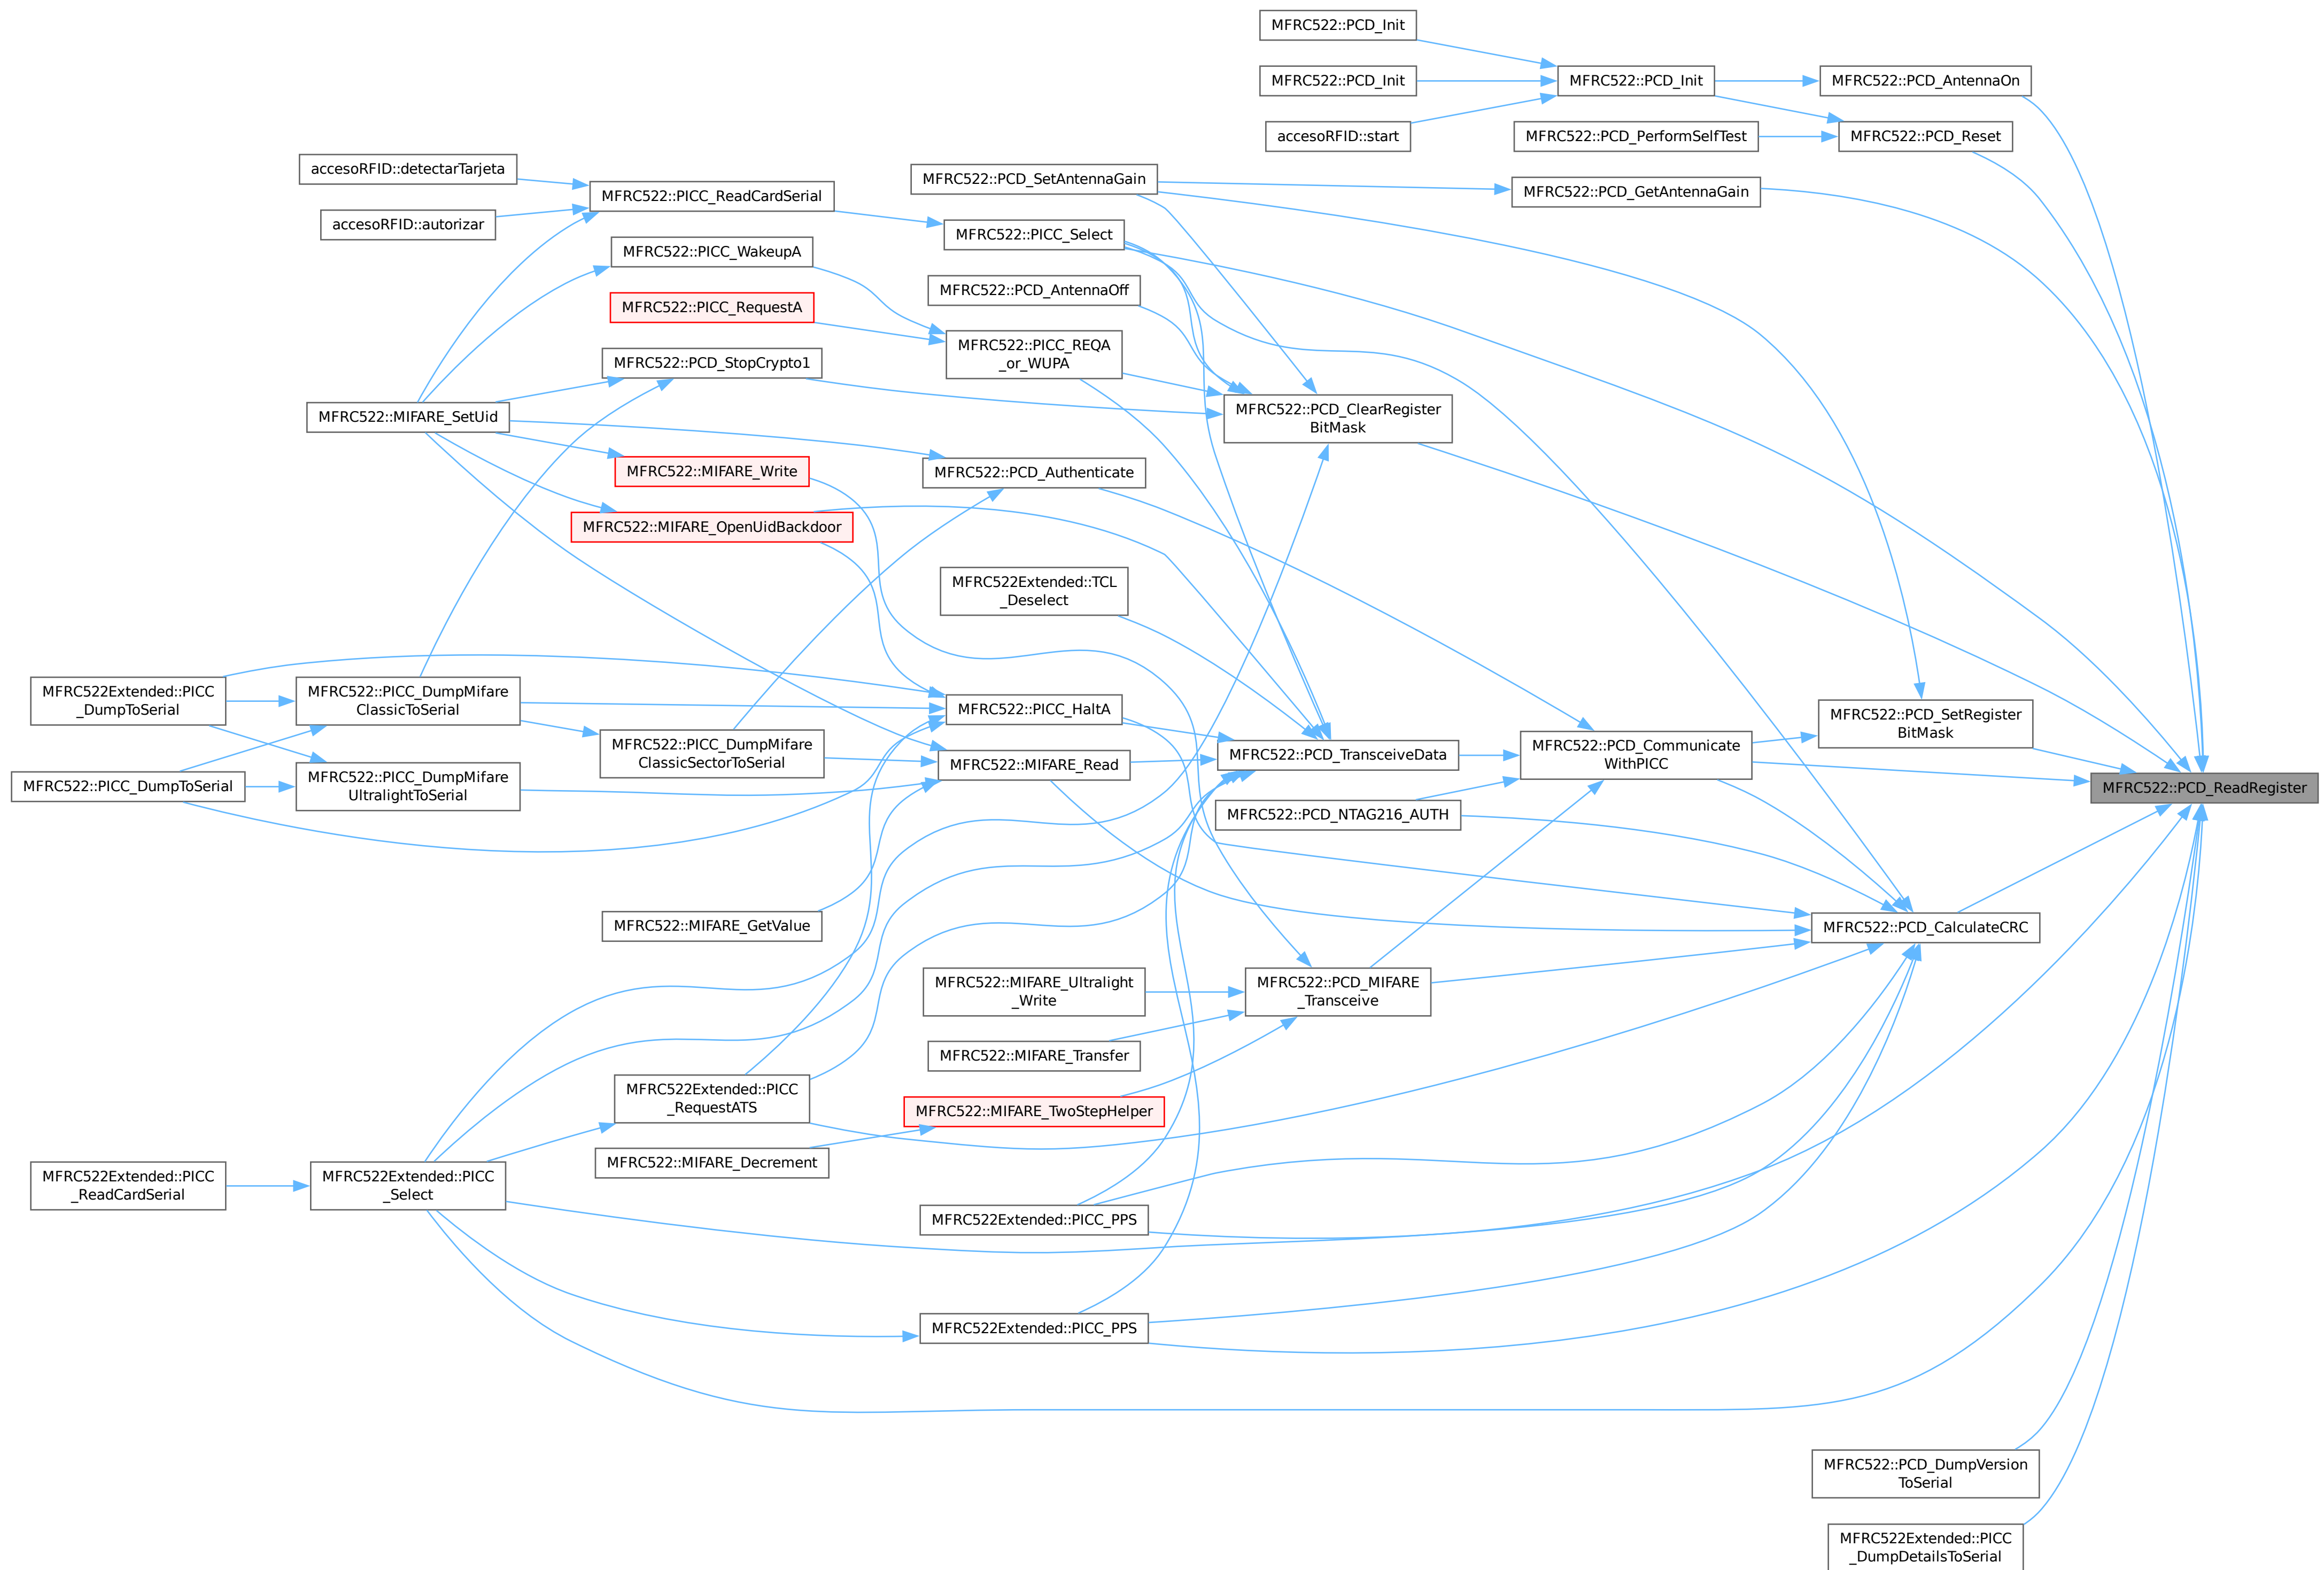 MFRC522::PCD_Init
MFRC522::PCD_Init
MFRC522::PCD_Init
MFRC522::PCD_AntennaOn
accesoRFID::start
MFRC522::PCD_PerformSelfTest
MFRC522::PCD_Reset
accesoRFID::detectarTarjeta
MFRC522::PICC_ReadCardSerial
MFRC522::PCD_SetAntennaGain
MFRC522::PCD_GetAntennaGain
accesoRFID::autorizar
MFRC522::PICC_Select
MFRC522::PICC_WakeupA
MFRC522::PCD_AntennaOff
MFRC522::PICC_RequestA
MFRC522::PICC_REQA
_or_WUPA
MFRC522::PCD_StopCrypto1
MFRC522::MIFARE_SetUid
MFRC522::PCD_ClearRegister
BitMask
MFRC522::MIFARE_Write
MFRC522::PCD_Authenticate
MFRC522::MIFARE_OpenUidBackdoor
MFRC522Extended::TCL
_Deselect
MFRC522Extended::PICC
_DumpToSerial
MFRC522::PICC_DumpMifare
ClassicToSerial
MFRC522::PICC_HaltA
MFRC522::PCD_SetRegister
BitMask
MFRC522::PICC_DumpMifare
ClassicSectorToSerial
MFRC522::PCD_TransceiveData
MFRC522::PCD_Communicate
WithPICC
MFRC522::MIFARE_Read
MFRC522::PICC_DumpToSerial
MFRC522::PICC_DumpMifare
UltralightToSerial
MFRC522::PCD_ReadRegister
MFRC522::PCD_NTAG216_AUTH
MFRC522::MIFARE_GetValue
MFRC522::PCD_CalculateCRC
MFRC522::MIFARE_Ultralight
_Write
MFRC522::PCD_MIFARE
_Transceive
MFRC522::MIFARE_Transfer
MFRC522Extended::PICC
_RequestATS
MFRC522::MIFARE_TwoStepHelper
MFRC522::MIFARE_Decrement
MFRC522Extended::PICC
_ReadCardSerial
MFRC522Extended::PICC
_Select
MFRC522Extended::PICC_PPS
MFRC522Extended::PICC_PPS
MFRC522::PCD_DumpVersion
ToSerial
MFRC522Extended::PICC
_DumpDetailsToSerial